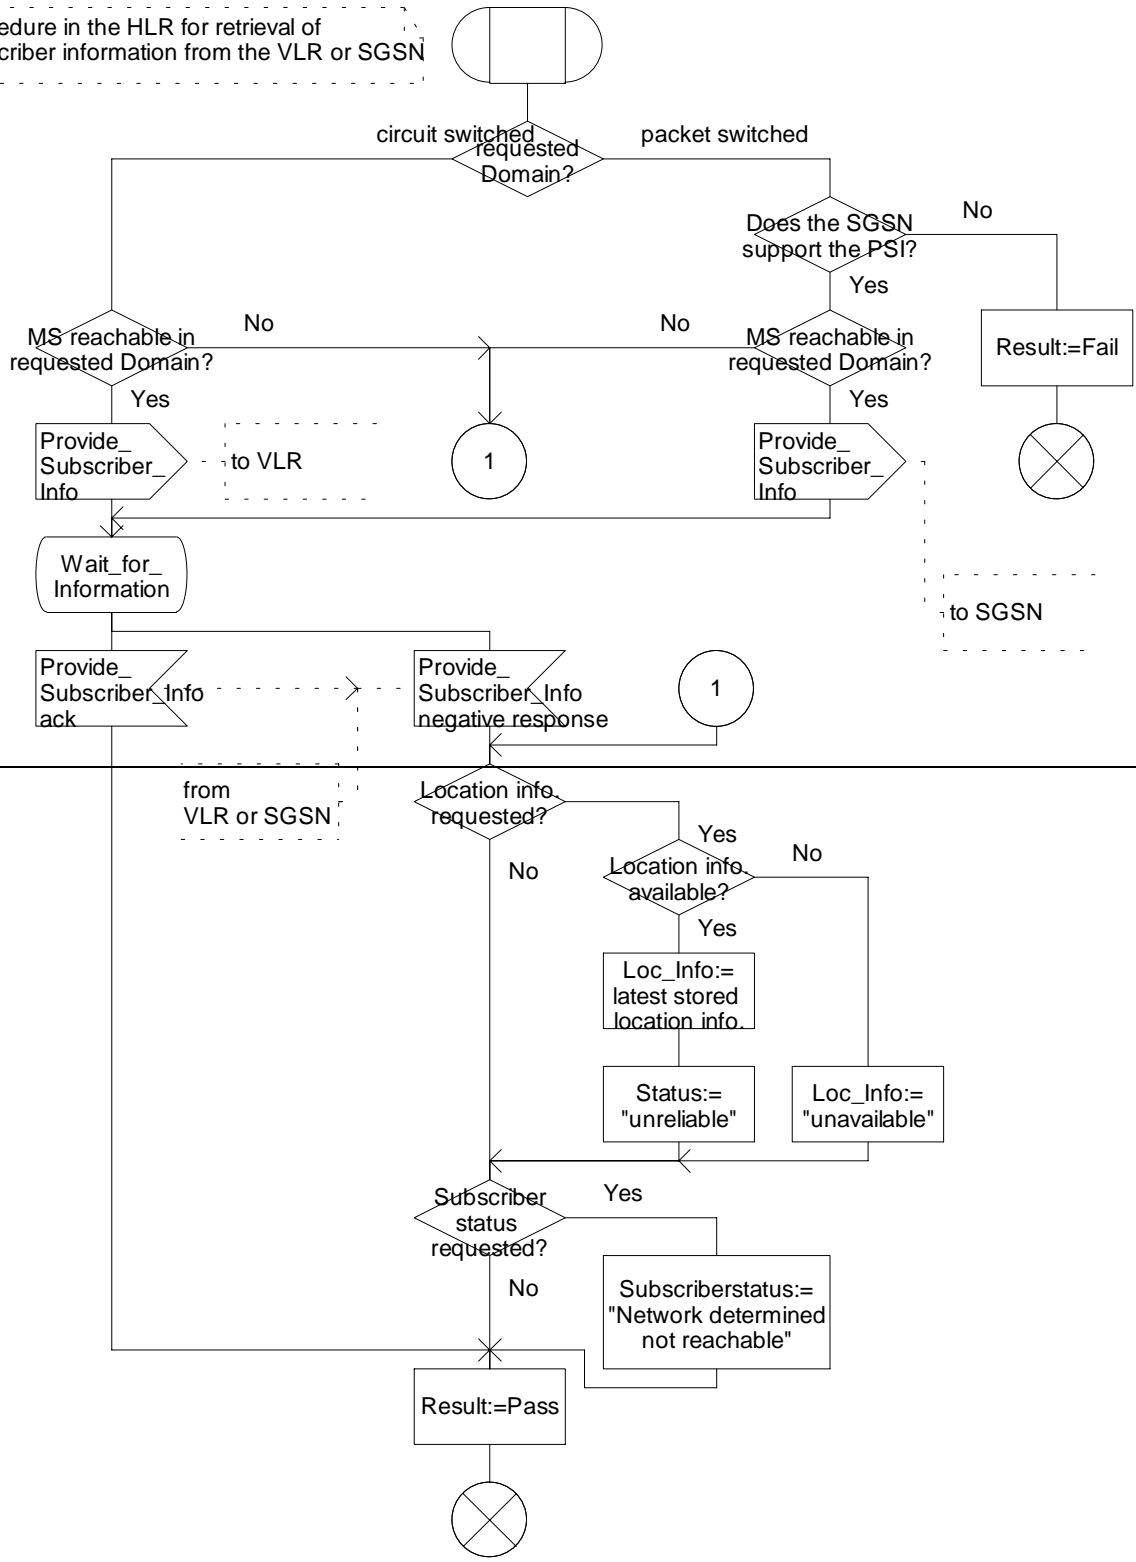 edure in the HLR for retrieval of
criber information from the VLR or SGSN
circuit switched
packet switched
requested
Domain?
Does the SGSN
support the PSI?
No
Yes
MS reachable in
requested Domain?
No
No
MS reachable in
requested Domain?
Result:=Fail
Yes
Yes
Provide_
Subscriber_
Info
to VLR
1
Provide_
Subscriber_
Info
Wait_for_
Information
to SGSN
Provide_
Subscriber_Info
ack
Provide_
Subscriber_Info
negative response
1
from
VLR or SGSN
Location info.
requested?
Yes
No
No
Location info.
available?
Yes
Loc_Info:=
latest stored
location info.
Status:=
"unreliable"
Loc_Info:=
"unavailable"
Subscriber
status
requested?
Yes
No
Subscriberstatus:=
"Network determined
not reachable"
Result:=Pass